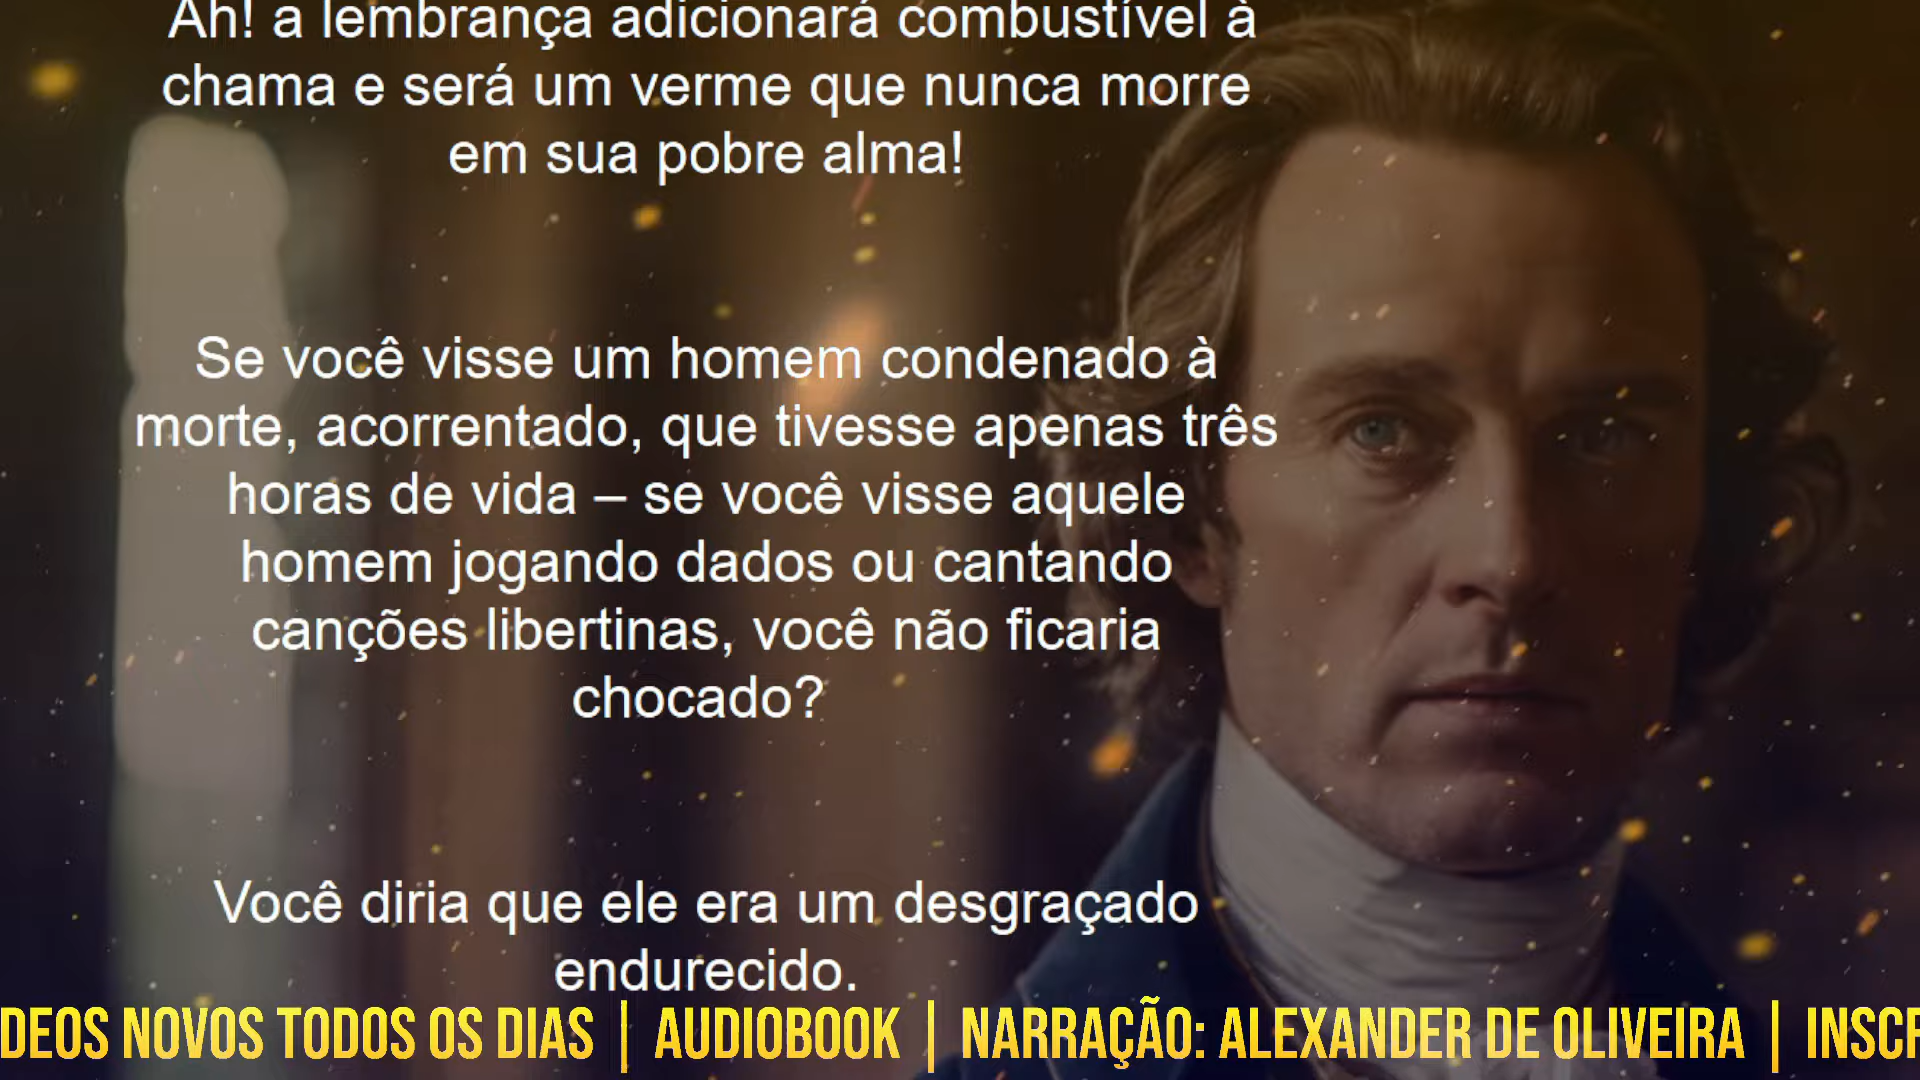 Ah! a lembrança adicionará combustível à
chama e será um verme que nunca morre
em sua pobre alma!
Se você visse um homem condenado à
morte, acorrentado, que tivesse apenas três
horas de vida – se você visse aquele
homem jogando dados ou cantando
canções libertinas, você não ficaria
chocado?
Você diria que ele era um desgraçado
endurecido.
DEOS NOVOS TODOS OS DIAS | AUDIOBOOK | NARRAÇÃO: ALEXANDER DE OLIVEIRA | INSCR